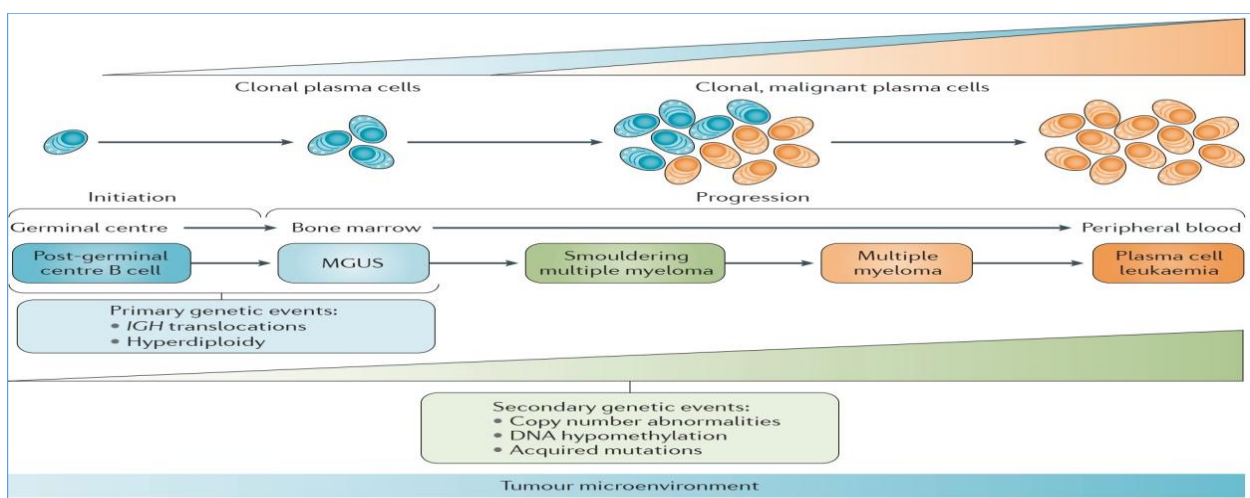 Clonal plasma cells
Clonal, malignant plasma cells
Initiation
Progression
Germinal centre
Bone marrow
Peripheral blood
Post-germinal
centre B cell
MGUS
Smouldering
multiple myeloma
Multiple
myeloma
Plasma cell
leukaemia
Primary genetic events:
• IGH translocations
• Hyperdiploidy
Secondary genetic events:
• Copy number abnormalities
• DNA hypomethylation
• Acquired mutations
Tumour microenvironment